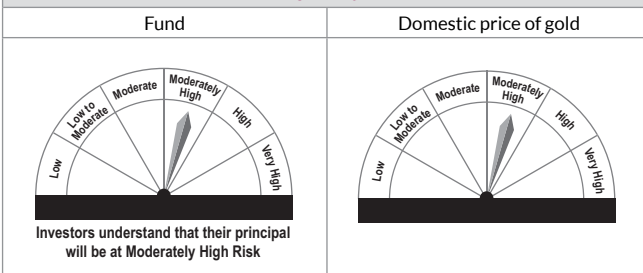 Fund
Domestic price of gold
Low
Low to
Moderate
Moderate
Moderately
High
High
Very High
Low
Low to
Moderate
Moderate
Moderately
High
High
Very High
Investors understand that their principal
will be at Moderately High Risk